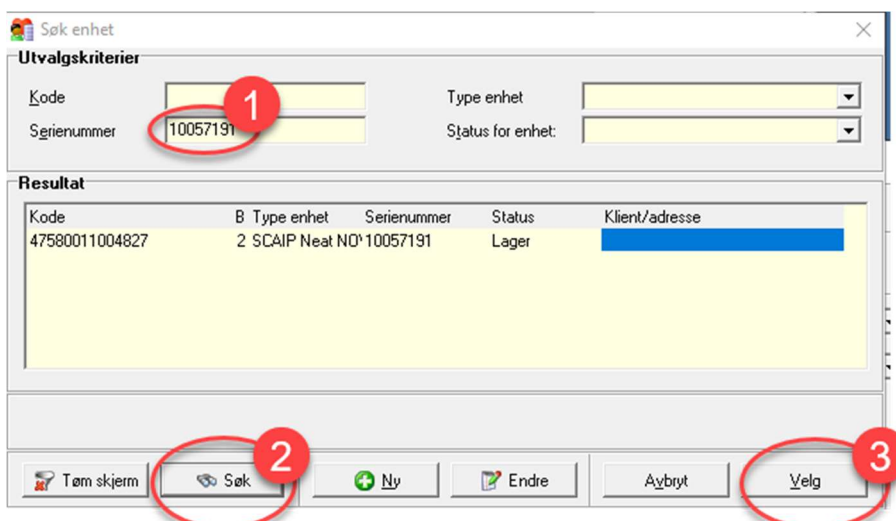 Søk enhet
Utvalgskriterier
Kode
Type enhet
1
Serienummer 10057191
Status for enhet:
Resultat
Kode B Type enhet Serienummer Status Klient/adresse
47580011004827 2 SCAIP Neat NO 10057191 Lager
2
3
Tøm skjerm Søk Ny Endre Avbryt Velg